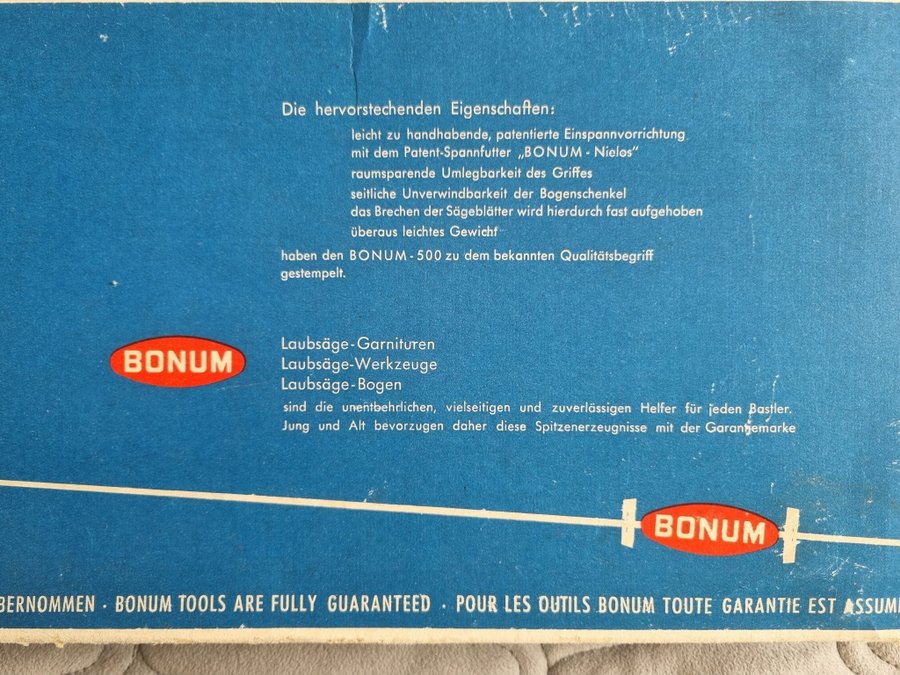 Die hervorstechenden Eigenschaften:
leicht zu handhabende, patentierte Einspannvorrichtung
mit dem Patent-Spannfutter „BONUM - Nielos"
raumsparende Umlegbarkeit des Griffes
seitliche Unverwindbarkeit der Bogenschenkel
das Brechen der Sägeblätter wird hierdurch fast aufgehoben
überaus leichtes Gewicht
haben den BONUM - 500 zu dem bekannten Qualitätsbegriff
gestempelt.
BONUM
Laubsäge-Garnituren
Laubsäge-Werkzeuge
Laubsäge-Bogen
sind die unentbehrlichen, vielseitigen und zuverlässigen Helfer für jeden Bastler.
Jung und Alt bevorzugen daher diese Spitzenerzeugnisse mit der Garantiemarke
BONUM
BERNOMMEN · BONUM TOOLS ARE FULLY GUARANTEED · POUR LES OUTILS BONUM TOUTE GARANTIE EST ASSUM